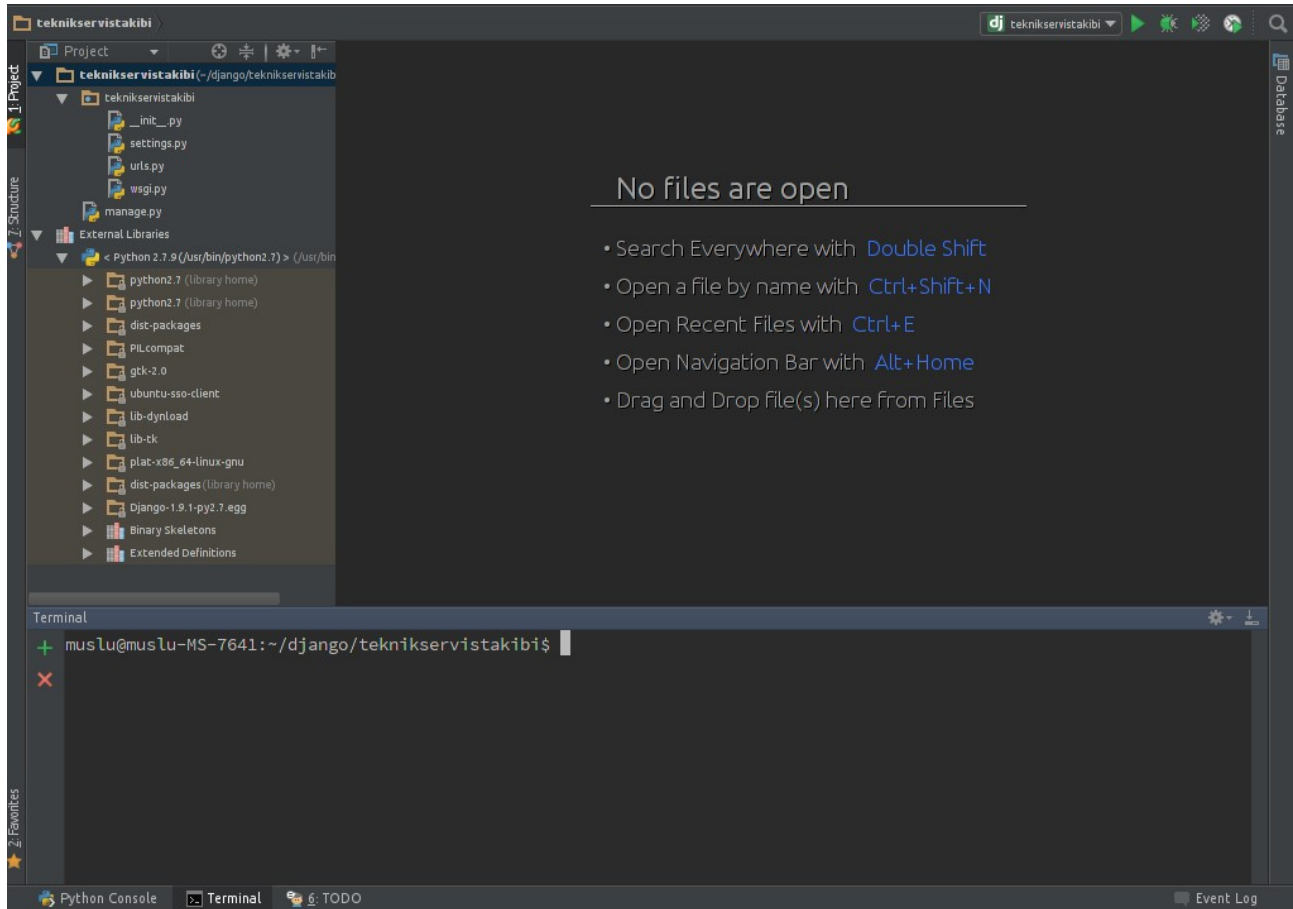 teknikservistakibi
dj teknikservistakibi
Project
1: Project
7: Structure
2: Favorites
teknikservistakibi (~/django/teknikservistakib
teknikservistakibi
__init__.py
settings.py
urls.py
wsgi.py
manage.py
External Libraries
< Python 2.7.9 (/usr/bin/python2.7) > (/usr/bin
python2.7 (library home)
python2.7 (library home)
dist-packages
PILcompat
gtk-2.0
ubuntu-sso-client
lib-dynload
lib-tk
plat-x86_64-linux-gnu
dist-packages (library home)
Django-1.9.1-py2.7.egg
Binary Skeletons
Extended Definitions
No files are open
• Search Everywhere with Double Shift
• Open a file by name with Ctrl+Shift+N
• Open Recent Files with Ctrl+E
• Open Navigation Bar with Alt+Home
• Drag and Drop file(s) here from Files
Database
Terminal
muslu@muslu-MS-7641:~/django/teknikservistakibi$
Python Console
Terminal
6: TODO
Event Log